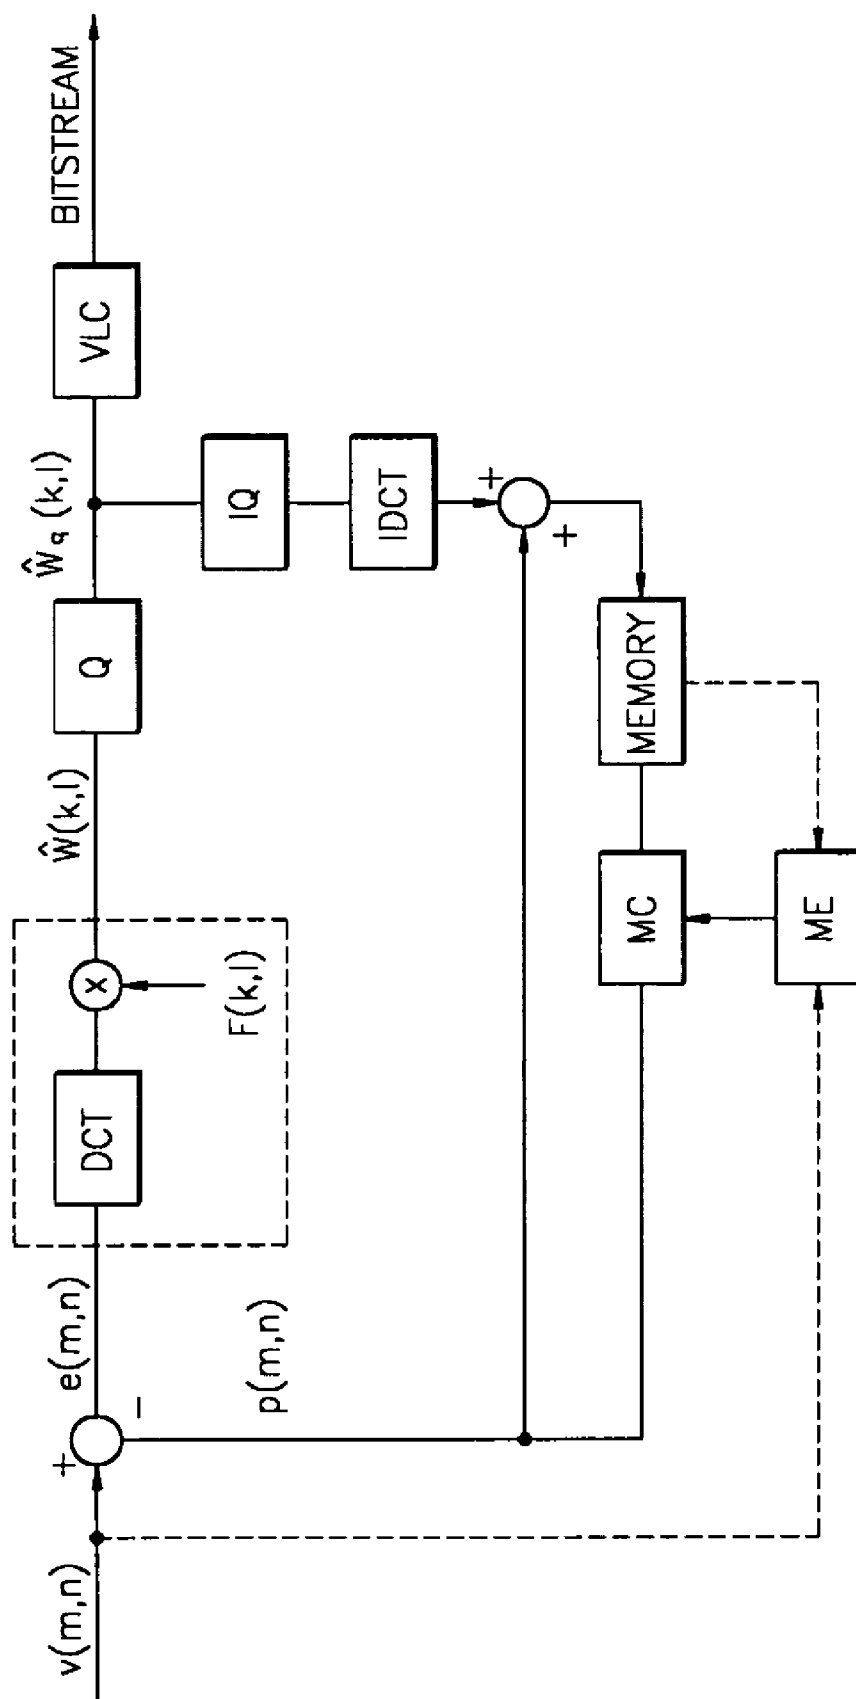 v(m,n)
+
-
e(m,n)
p(m,n)
DCT
X
F(k,l)
Ŵ(k,l)
Q
Ŵq(k,l)
VLC
BITSTREAM
IQ
IDCT
+
+
MEMORY
MC
ME